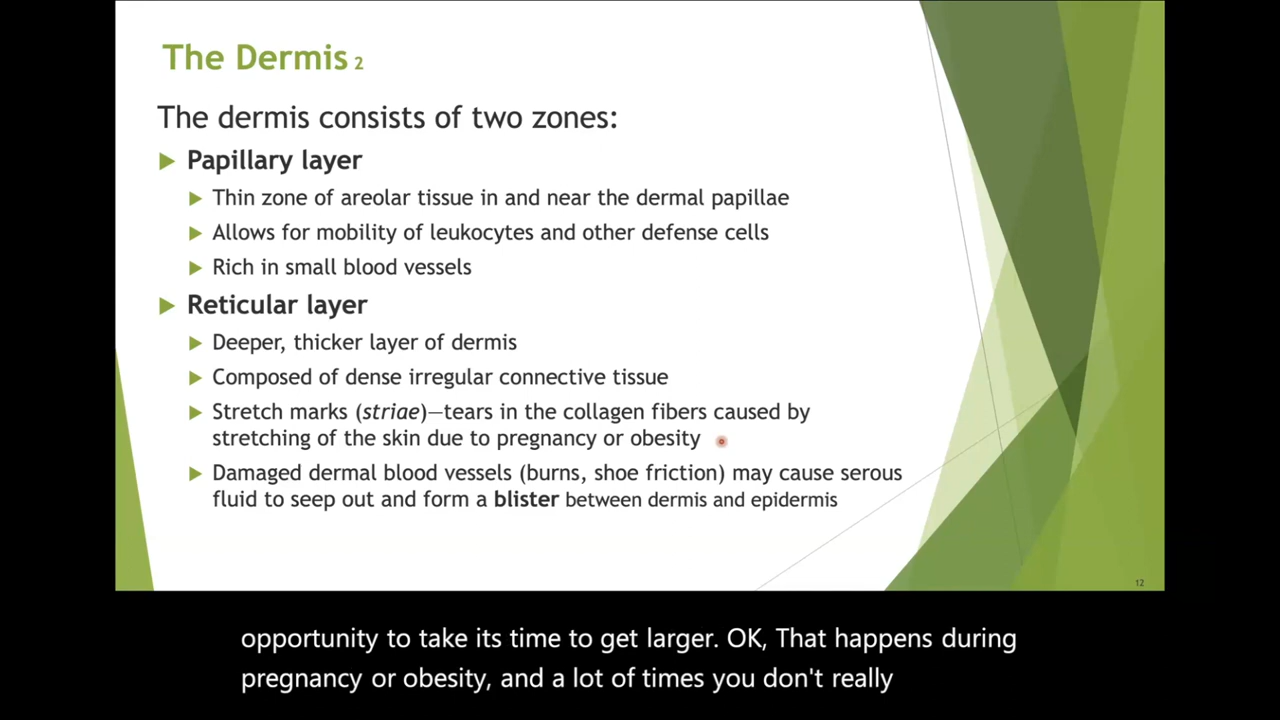 The Dermis 2
The dermis consists of two zones:
Papillary layer
Thin zone of areolar tissue in and near the dermal papillae
Allows for mobility of leukocytes and other defense cells
Rich in small blood vessels
Reticular layer
Deeper, thicker layer of dermis
Composed of dense irregular connective tissue
Stretch marks (striae)—tears in the collagen fibers caused by
stretching of the skin due to pregnancy or obesity
Damaged dermal blood vessels (burns, shoe friction) may cause serous
fluid to seep out and form a blister between dermis and epidermis
12
opportunity to take its time to get larger. OK, That happens during
pregnancy or obesity, and a lot of times you don't really